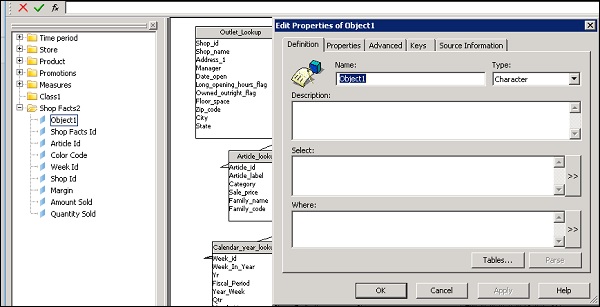 fx
Time period
Store
Product
Promotions
Measures
Class1
Shop Facts2
Object1
Shop Facts Id
Article Id
Color Code
Week Id
Shop Id
Margin
Amount Sold
Quantity Sold
Outlet_Lookup
Shop_id
Shop_name
Address_1
Manager
Date_open
Long_opening_hours_flag
Owned_outright_flag
Floor_space
Zip_code
City
State
Article_looku
Article_id
Article_label
Category
Sale_price
Family_name
Family_code
Calendar_year_looku
Week_id
Week_In_Year
Yr
Fiscal_Period
Year_Week
Qtr
Edit Properties of Object1
Definition Properties Advanced Keys Source Information
Name: Type:
Object1 Character
Description:
Select:
>>
Where:
>>
Tables... Parse
OK Cancel Apply Help